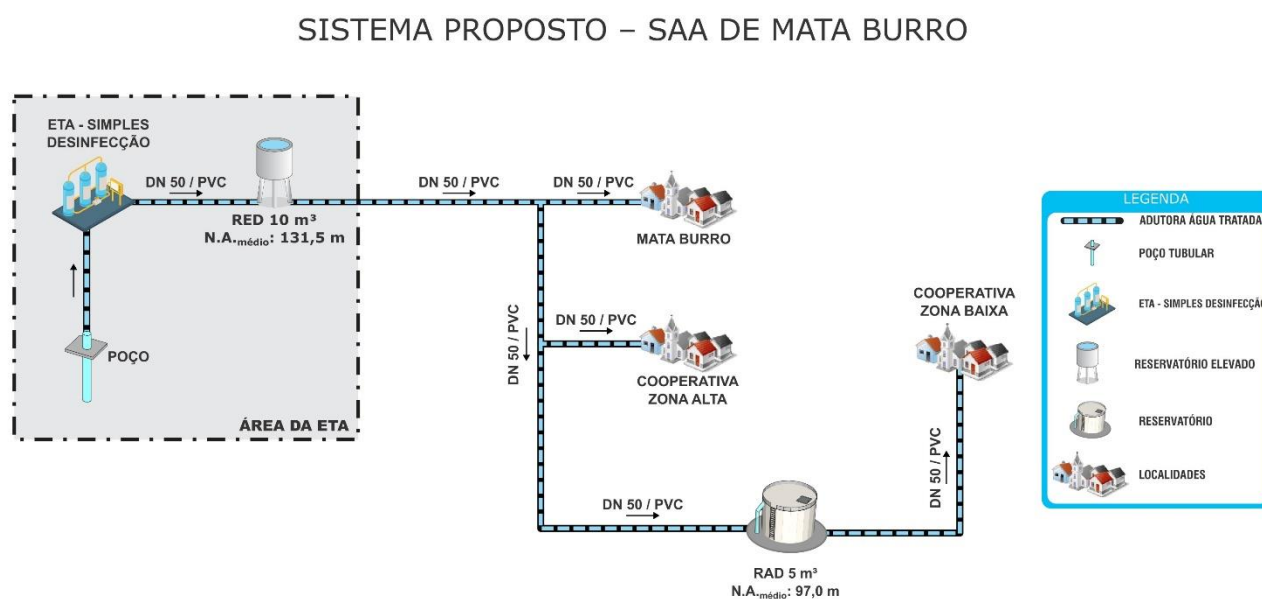 SISTEMA PROPOSTO – SAA DE MATA BURRO
ETA - SIMPLES
DESINFECÇÃO
DN 50 / PVC
RED 10 m³
N.A.médio: 131,5 m
POÇO
ÁREA DA ETA
DN 50 / PVC
DN 50 / PVC
MATA BURRO
DN 50 / PVC
DN 50 / PVC
COOPERATIVA
ZONA ALTA
DN 50 / PVC
RAD 5 m³
N.A.médio: 97,0 m
DN 50 / PVC
COOPERATIVA
ZONA BAIXA
LEGENDA
ADUTORA ÁGUA TRATADA
POÇO TUBULAR
ETA - SIMPLES DESINFECÇÃO
RESERVATÓRIO ELEVADO
RESERVATÓRIO
LOCALIDADES